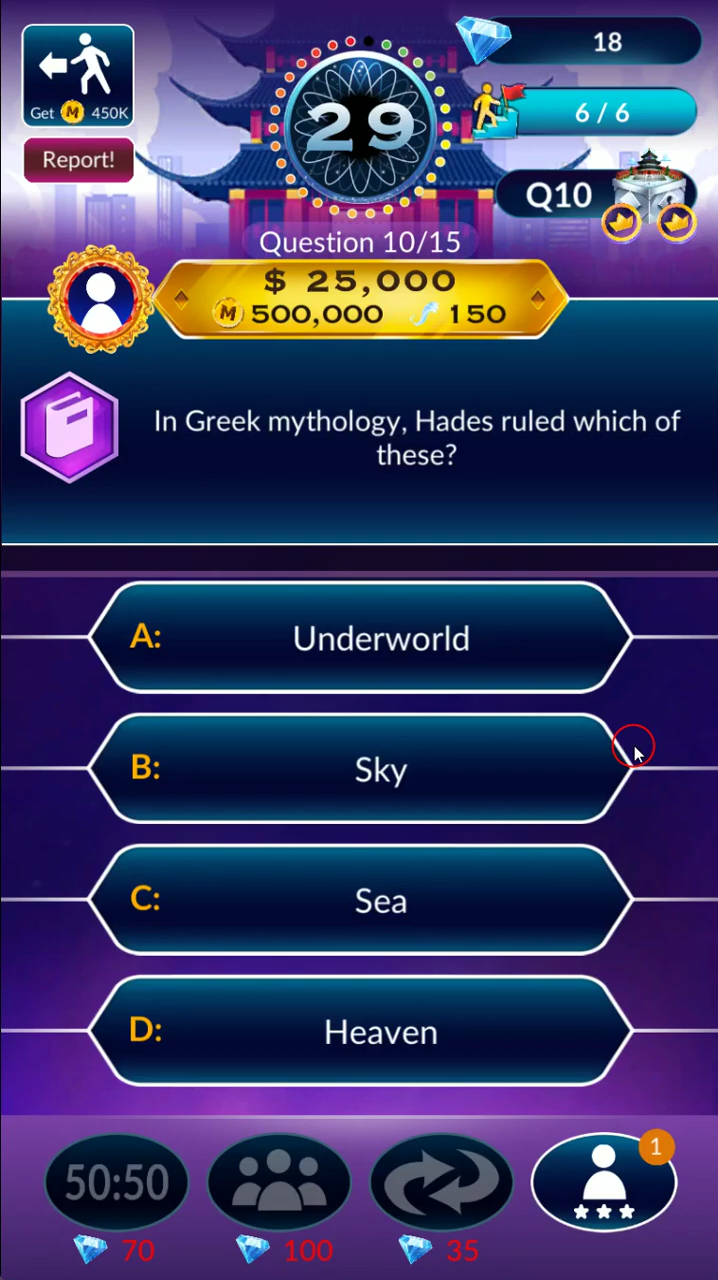 Get M 450K
Report!
29
18
6 / 6
Q10
Question 10/15
$ 25,000
M 500,000 150
In Greek mythology, Hades ruled which of
these?
A: Underworld
B: Sky
C: Sea
D: Heaven
50:50
1
70
100
35